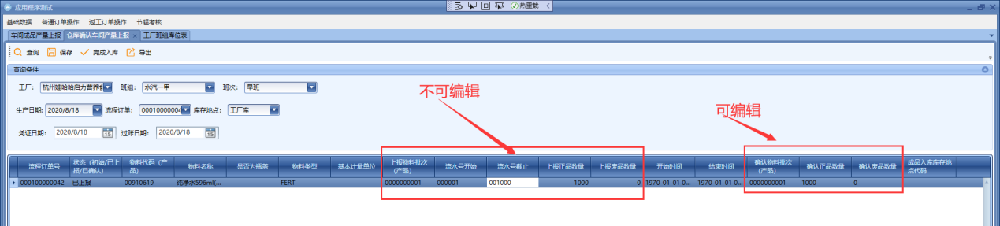 应用程序测试
热重载
基础数据 普通订单操作 返工订单操作 节超考核
车间成品产量上报 仓库确认车间产量上报 工厂班组库位表
查询 保存 完成入库 导出
查询条件
工厂: 杭州娃哈哈启力营养食 班组: 水汽一甲 班次: 早班
生产日期: 2020/8/18 流程订单: 00010000004 库存地点: 工厂库
凭证日期: 2020/8/18 15 过账日期: 2020/8/18 15
不可编辑
可编辑
流程订单号 状态（初始/已上报/已确认） 物料代码（产品） 物料名称 是否为瓶盖 物料类型 基本计量单位 上报物料批次（产品） 流水号开始 流水号截止 上报正品数量 上报废品数量 开始时间 结束时间 确认物料批次（产品） 确认正品数量 确认废品数量 成品入库库存地点代码
000100000042 已上报 00910619 纯净水596ml(... FERT 0000000001 000001 001000 1000 0 1970-01-01 0... 1970-01-01 0... 0000000001 1000 0